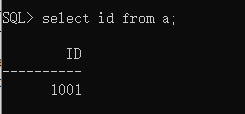 SQL> select id from a;
ID
----------
1001